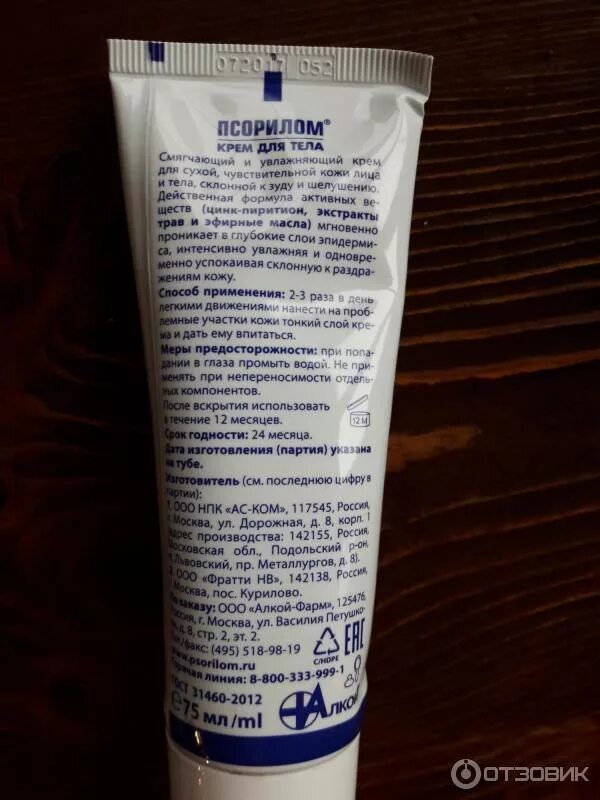 072017 052
ПСОРИЛОМ®
КРЕМ ДЛЯ ТЕЛА
Смягчающий и увлажняющий крем
для сухой, чувствительной кожи лица
и тела, склонной к зуду и шелушению.
Действенная формула активных ве-
ществ (цинк-пиритион, экстракты
трав и эфирные масла) мгновенно
проникает в глубокие слои эпидерми-
са, интенсивно увлажняя и одновре-
менно успокаивая склонную к раздра-
жениям кожу.
Способ применения: 2-3 раза в день
легкими движениями нанести на про-
блемные участки кожи тонкий слой кре-
ма и дать ему впитаться.
Меры предосторожности: при попа-
дании в глаза промыть водой. Не при-
менять при непереносимости отдель-
ных компонентов.
После вскрытия использовать
в течение 12 месяцев.
12 М
Срок годности: 24 месяца.
Дата изготовления (партия) указана
на тубе.
Изготовитель (см. последнюю цифру в
партии):
1. ООО НПК «АС-КОМ», 117545, Россия,
г. Москва, ул. Дорожная, д. 8, корп. 1
(адрес производства: 142155, Россия,
Московская обл., Подольский р-он,
п. Львовский, пр. Металлургов, д. 8).
2. ООО «Фратти НВ», 142138, Россия,
г. Москва, пос. Курилово.
По заказу: ООО «Алкой-Фарм», 125476,
Россия, г. Москва, ул. Василия Петушко-
ва, д. 8, стр. 2, эт. 2.
Тел/факс: (495) 518-98-19
www.psorilom.ru
Горячая линия: 8-800-333-999-1
C/HDPE
EAC
ГОСТ 31460-2012
℮75 мл/ml
Алкой
ОТЗОВИК